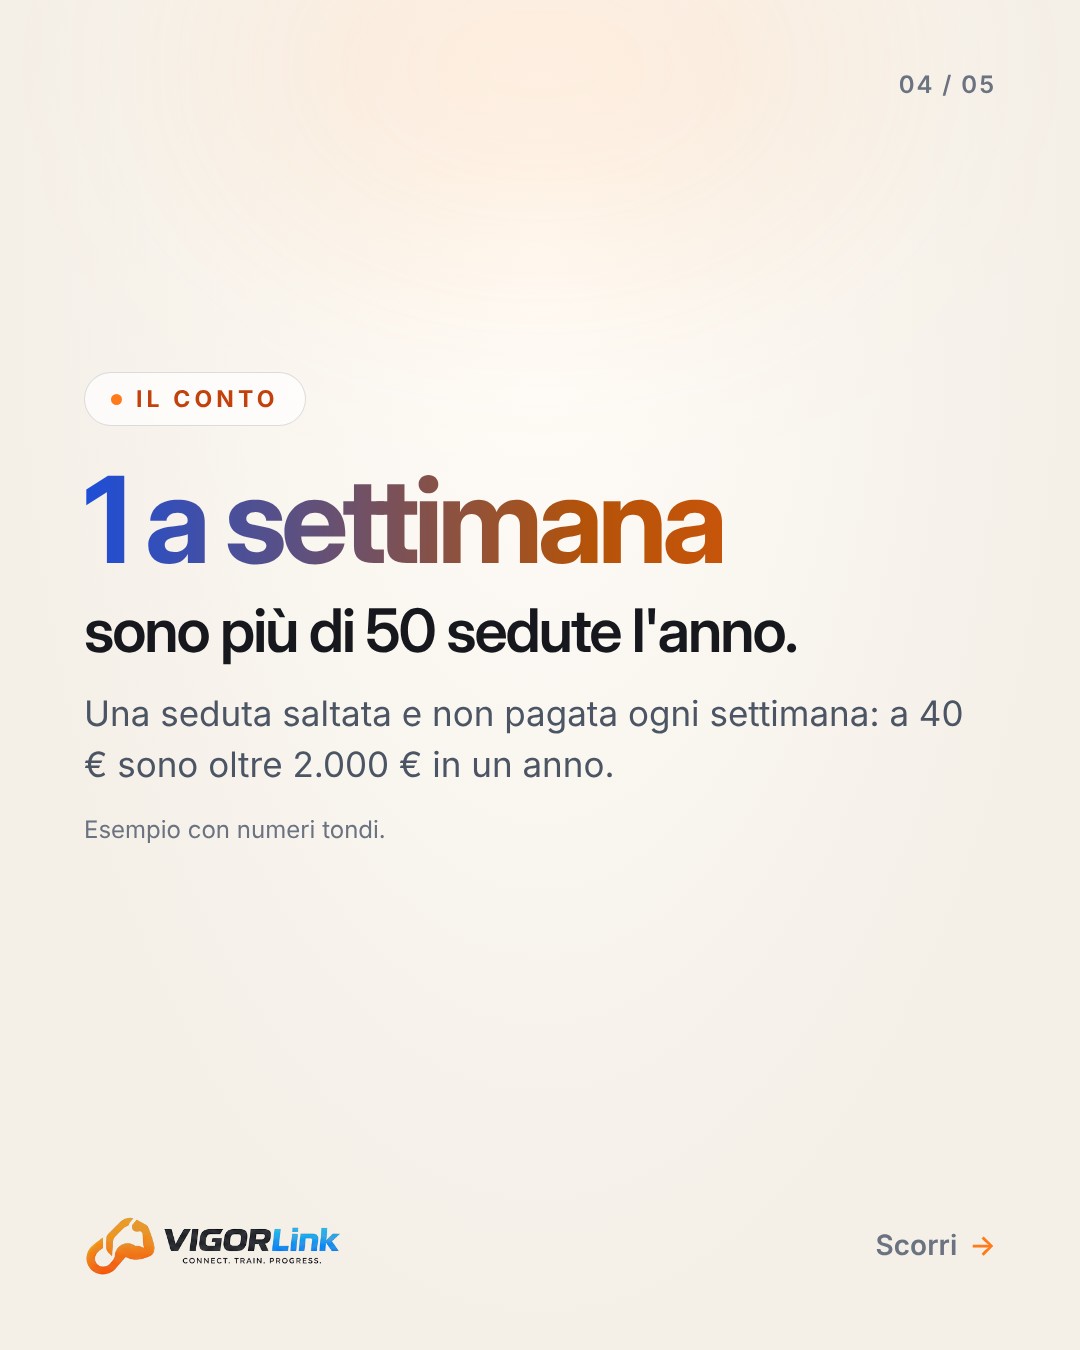 04 / 05
IL CONTO
1 a settimana
sono più di 50 sedute l'anno.
Una seduta saltata e non pagata ogni settimana: a 40
€ sono oltre 2.000 € in un anno.
Esempio con numeri tondi.
VIGORLink
CONNECT. TRAIN. PROGRESS.
Scorri →